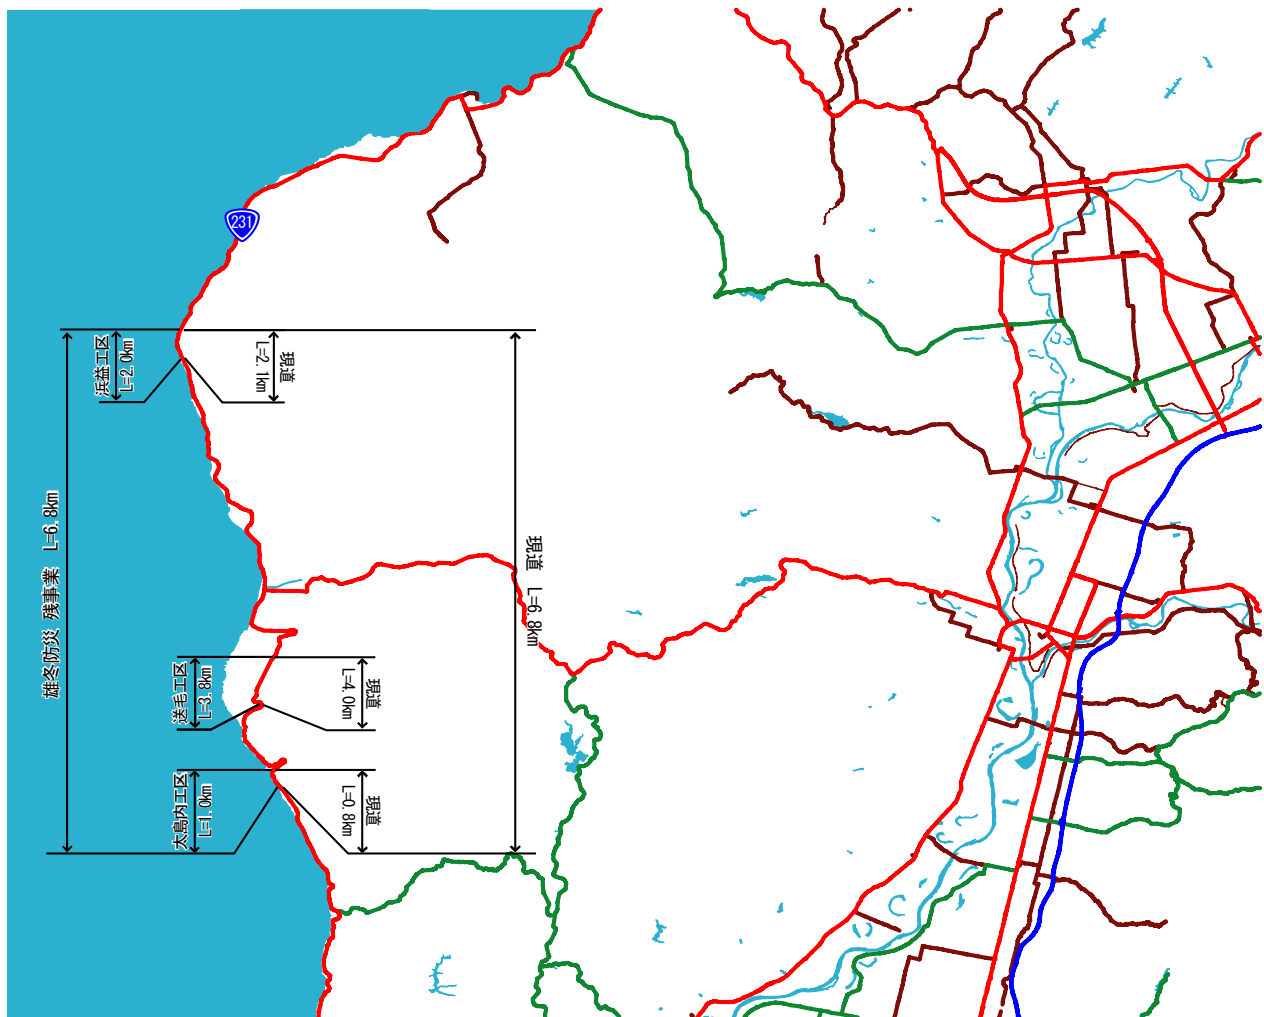 231
浜益工区
L=2.0km
現道
L=2.1km
雄冬防災 残事業 L=6.8km
現道 L=6.8km
送毛工区
L=3.8km
現道
L=4.0km
太島内工区
L=1.0km
現道
L=0.8km